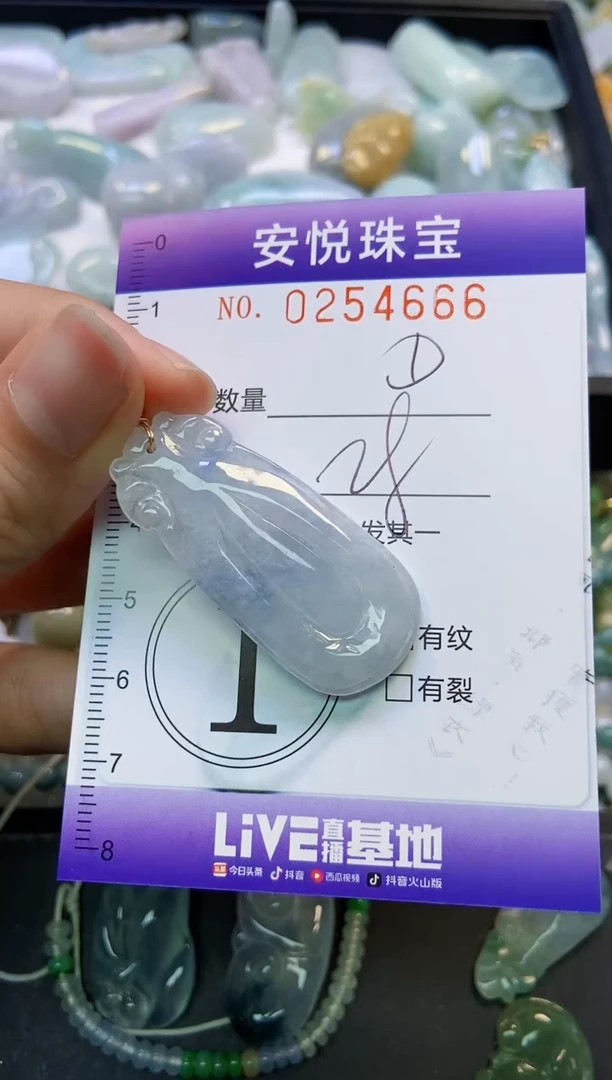 安悦珠宝
0
NO. 0254666
1
数量
发其一
4
5
有纹
6
有裂
1
7
LiVE直播基地
8
今日头条 抖音 西瓜视频 抖音火山版